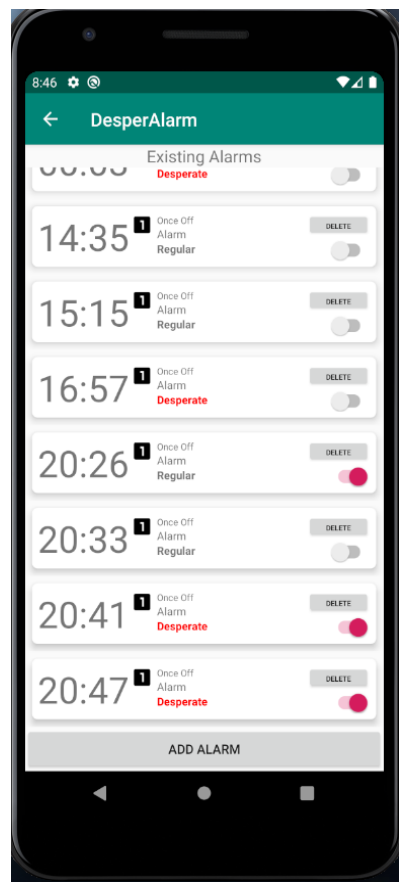 8:46
DesperAlarm
Existing Alarms
Desperate
14:35 1 Once Off
Alarm
Regular
DELETE
15:15 1 Once Off
Alarm
Regular
DELETE
16:57 1 Once Off
Alarm
Desperate
DELETE
20:26 1 Once Off
Alarm
Regular
DELETE
20:33 1 Once Off
Alarm
Regular
DELETE
20:41 1 Once Off
Alarm
Desperate
DELETE
20:47 1 Once Off
Alarm
Desperate
DELETE
ADD ALARM